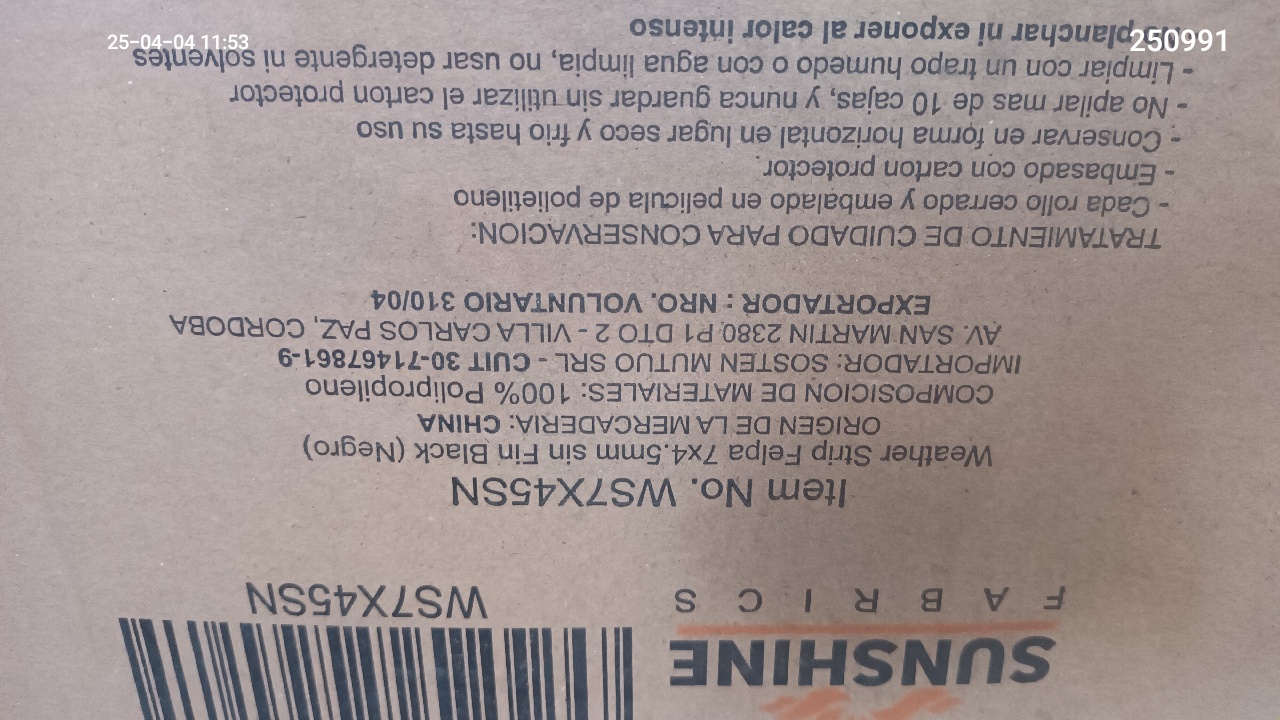 25-04-04 11:53
250991
SUNSHINE
FABRICS
WS7X45SN
Item No. WS7X45SN
Weather Strip Felpa 7x4.5mm sin Fin Black (Negro)
ORIGEN DE LA MERCADERIA: CHINA
COMPOSICION DE MATERIALES: 100% Polipropileno
IMPORTADOR: SOSTEN MUTUO SRL - CUIT 30-71467861-9
AV. SAN MARTIN 2380 P1 DTO 2 - VILLA CARLOS PAZ, CORDOBA
EXPORTADOR : NRO. VOLUNTARIO 310/04
TRATAMIENTO DE CUIDADO PARA CONSERVACION:
- Cada rollo cerrado y embalado en pelicula de polietileno
- Embasado con carton protector.
- Conservar en forma horizontal en lugar seco y frio hasta su uso
- No apilar mas de 10 cajas, y nunca guardar sin utilizar el carton protector
- Limpiar con un trapo humedo o con agua limpia, no usar detergente ni solventes
planchar ni exponer al calor intenso